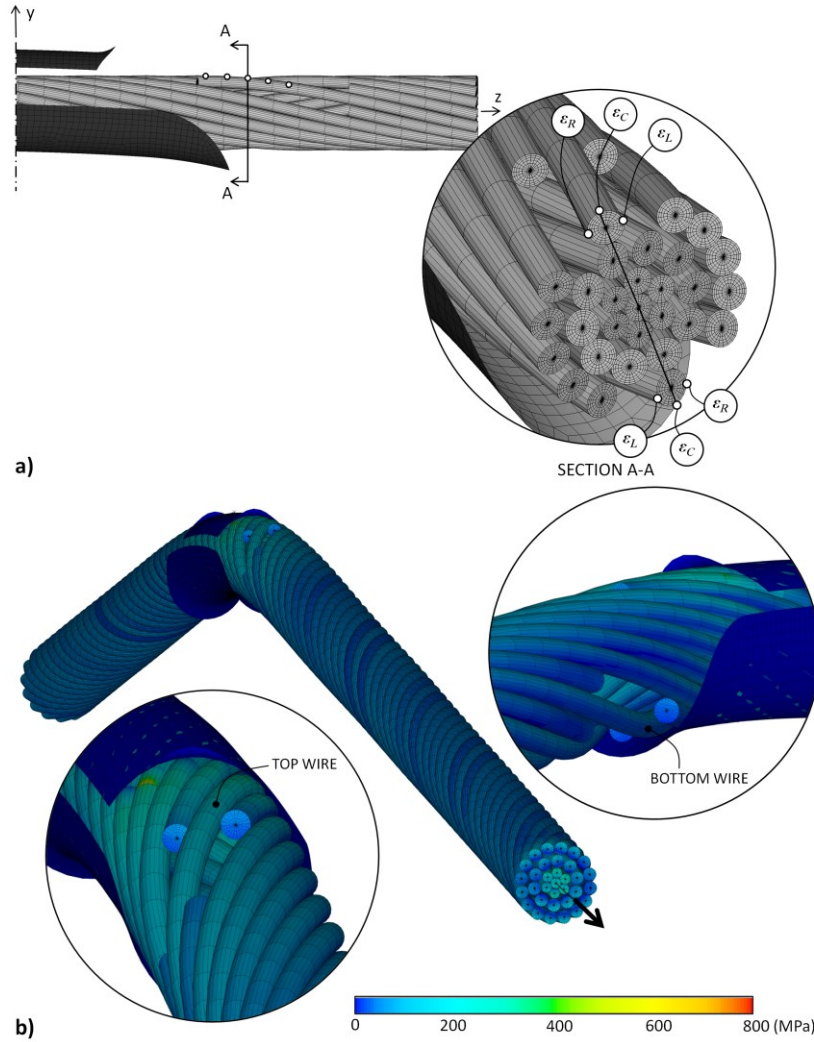 y
A
z
A
εR
εC
εL
εL
εC
εR
SECTION A-A
a)
TOP WIRE
BOTTOM WIRE
b)
0 200 400 600 800 (MPa)